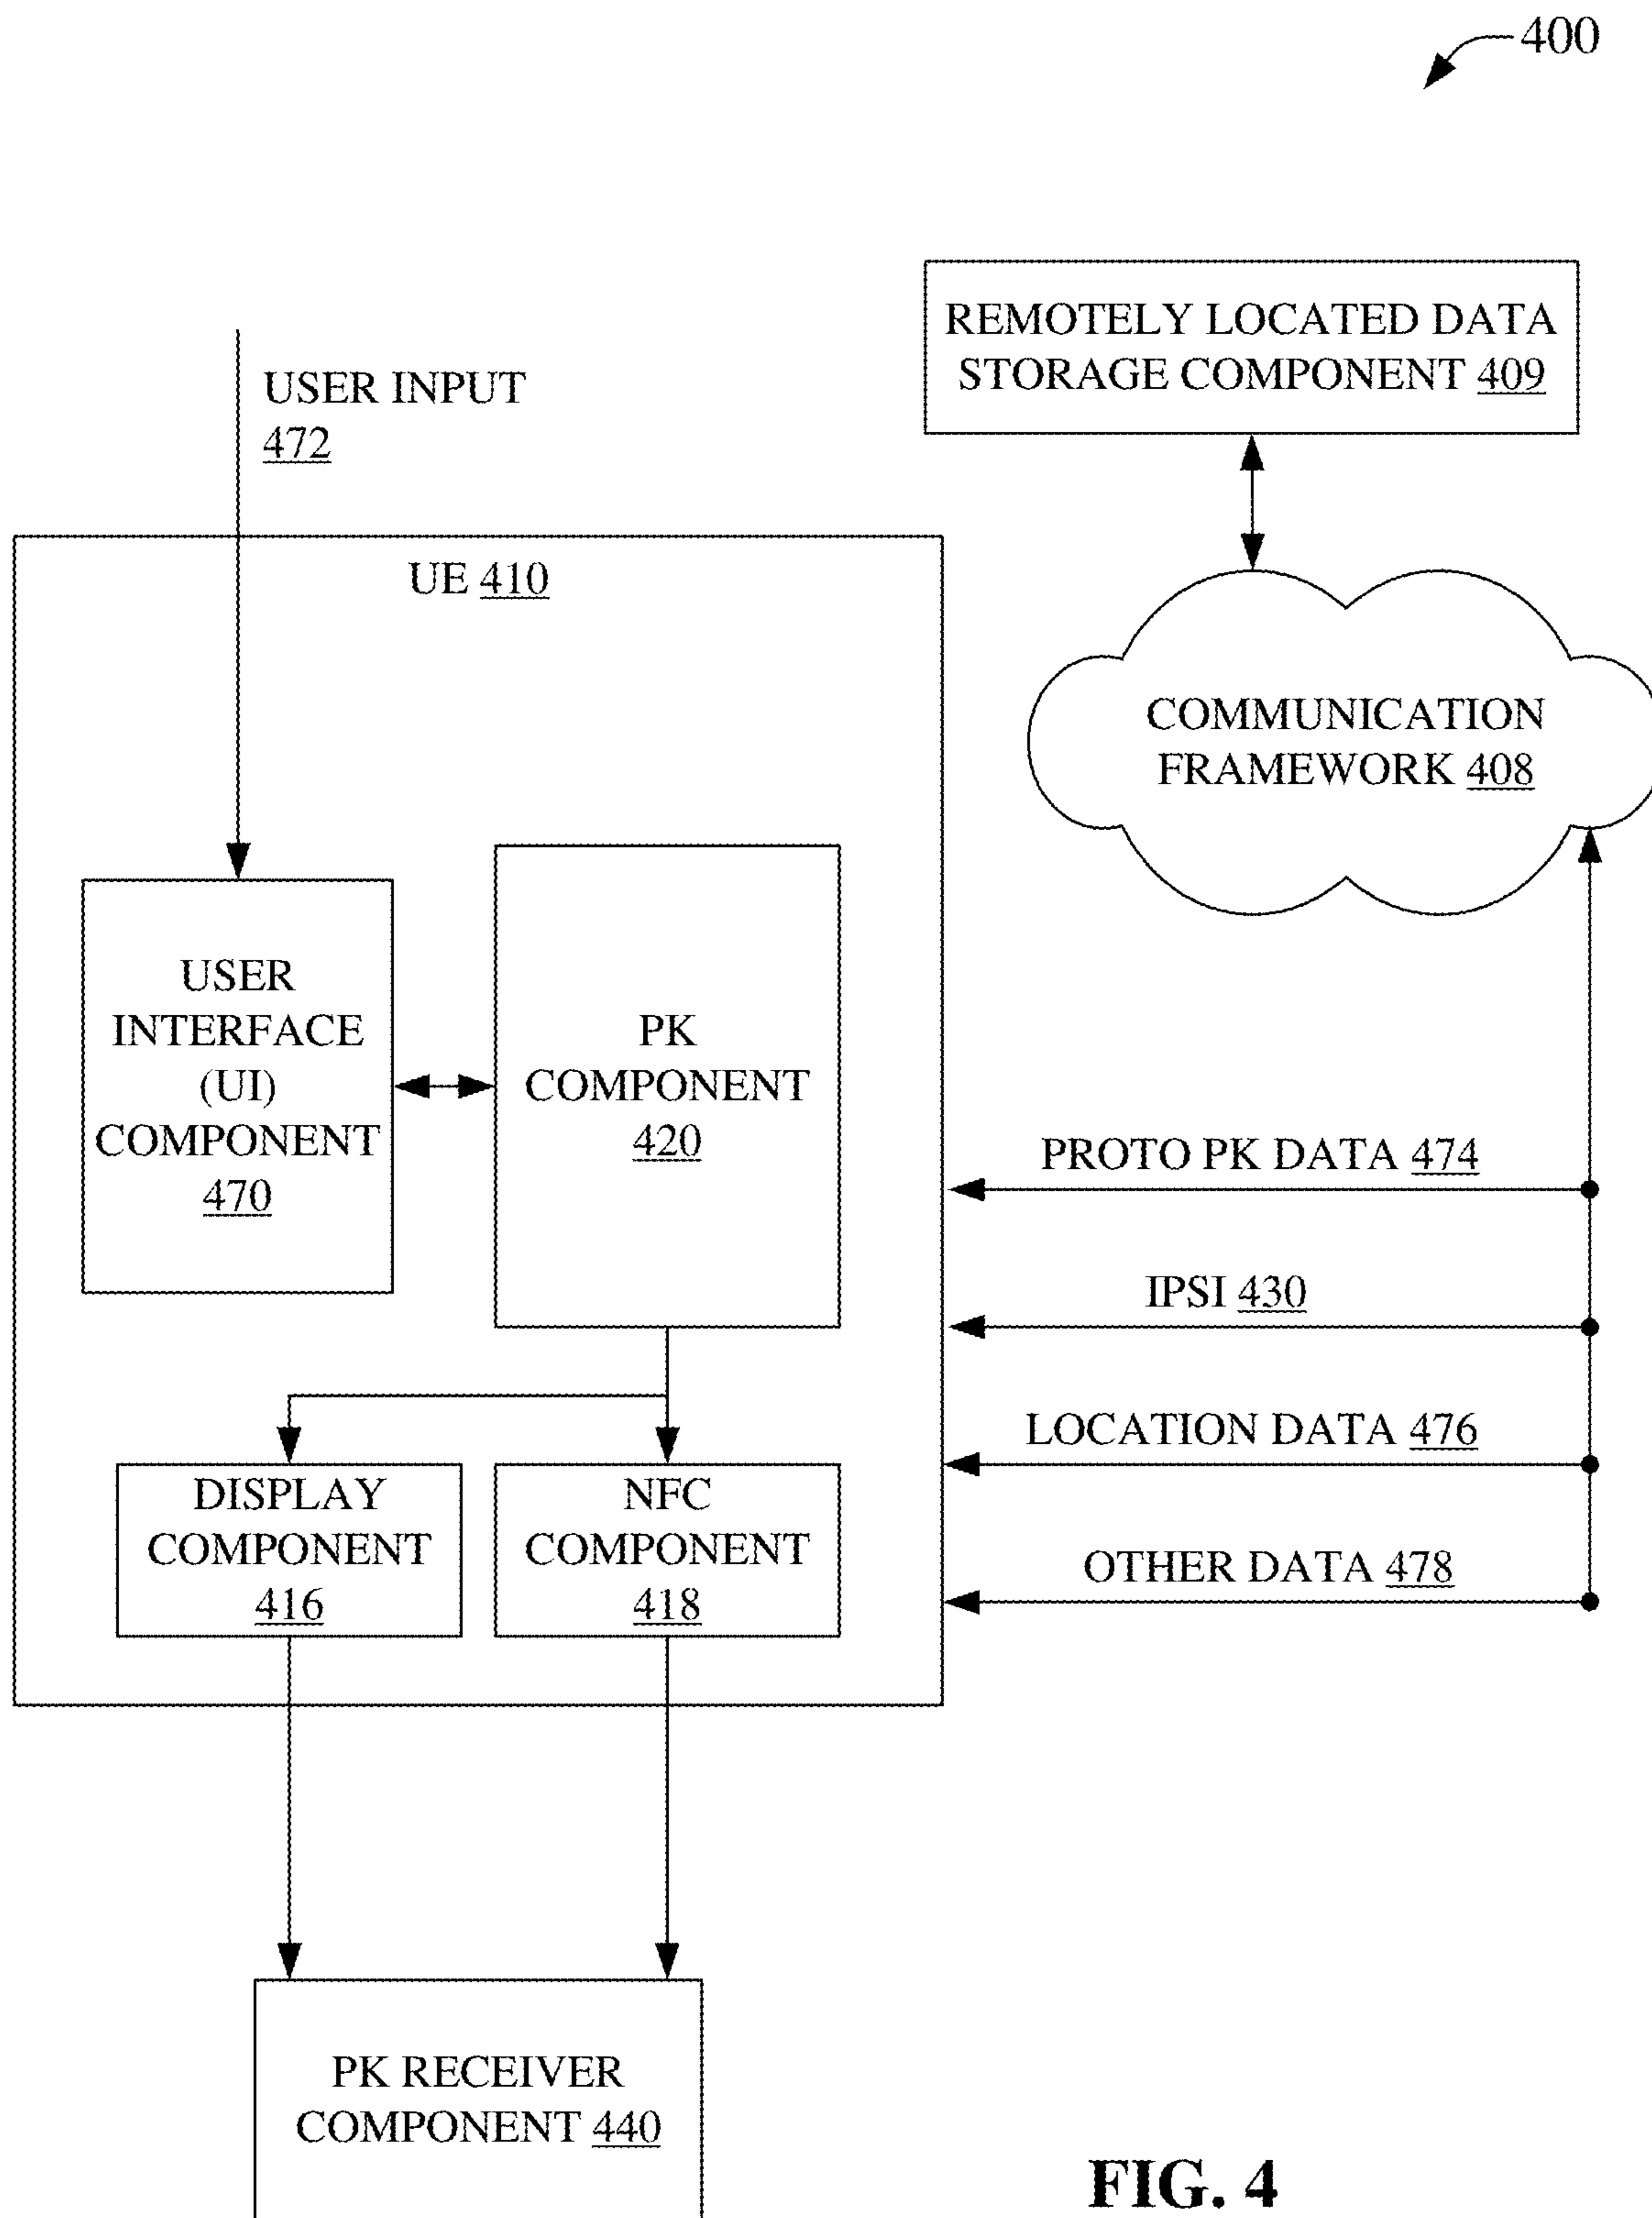 400
REMOTELY LOCATED DATA
STORAGE COMPONENT 409
USER INPUT
472
UE 410
COMMUNICATION
FRAMEWORK 408
USER
INTERFACE
(UI)
COMPONENT
470
PK
COMPONENT
420
PROTO PK DATA 474
IPSI 430
LOCATION DATA 476
OTHER DATA 478
DISPLAY
COMPONENT
416
NFC
COMPONENT
418
PK RECEIVER
COMPONENT 440
FIG. 4